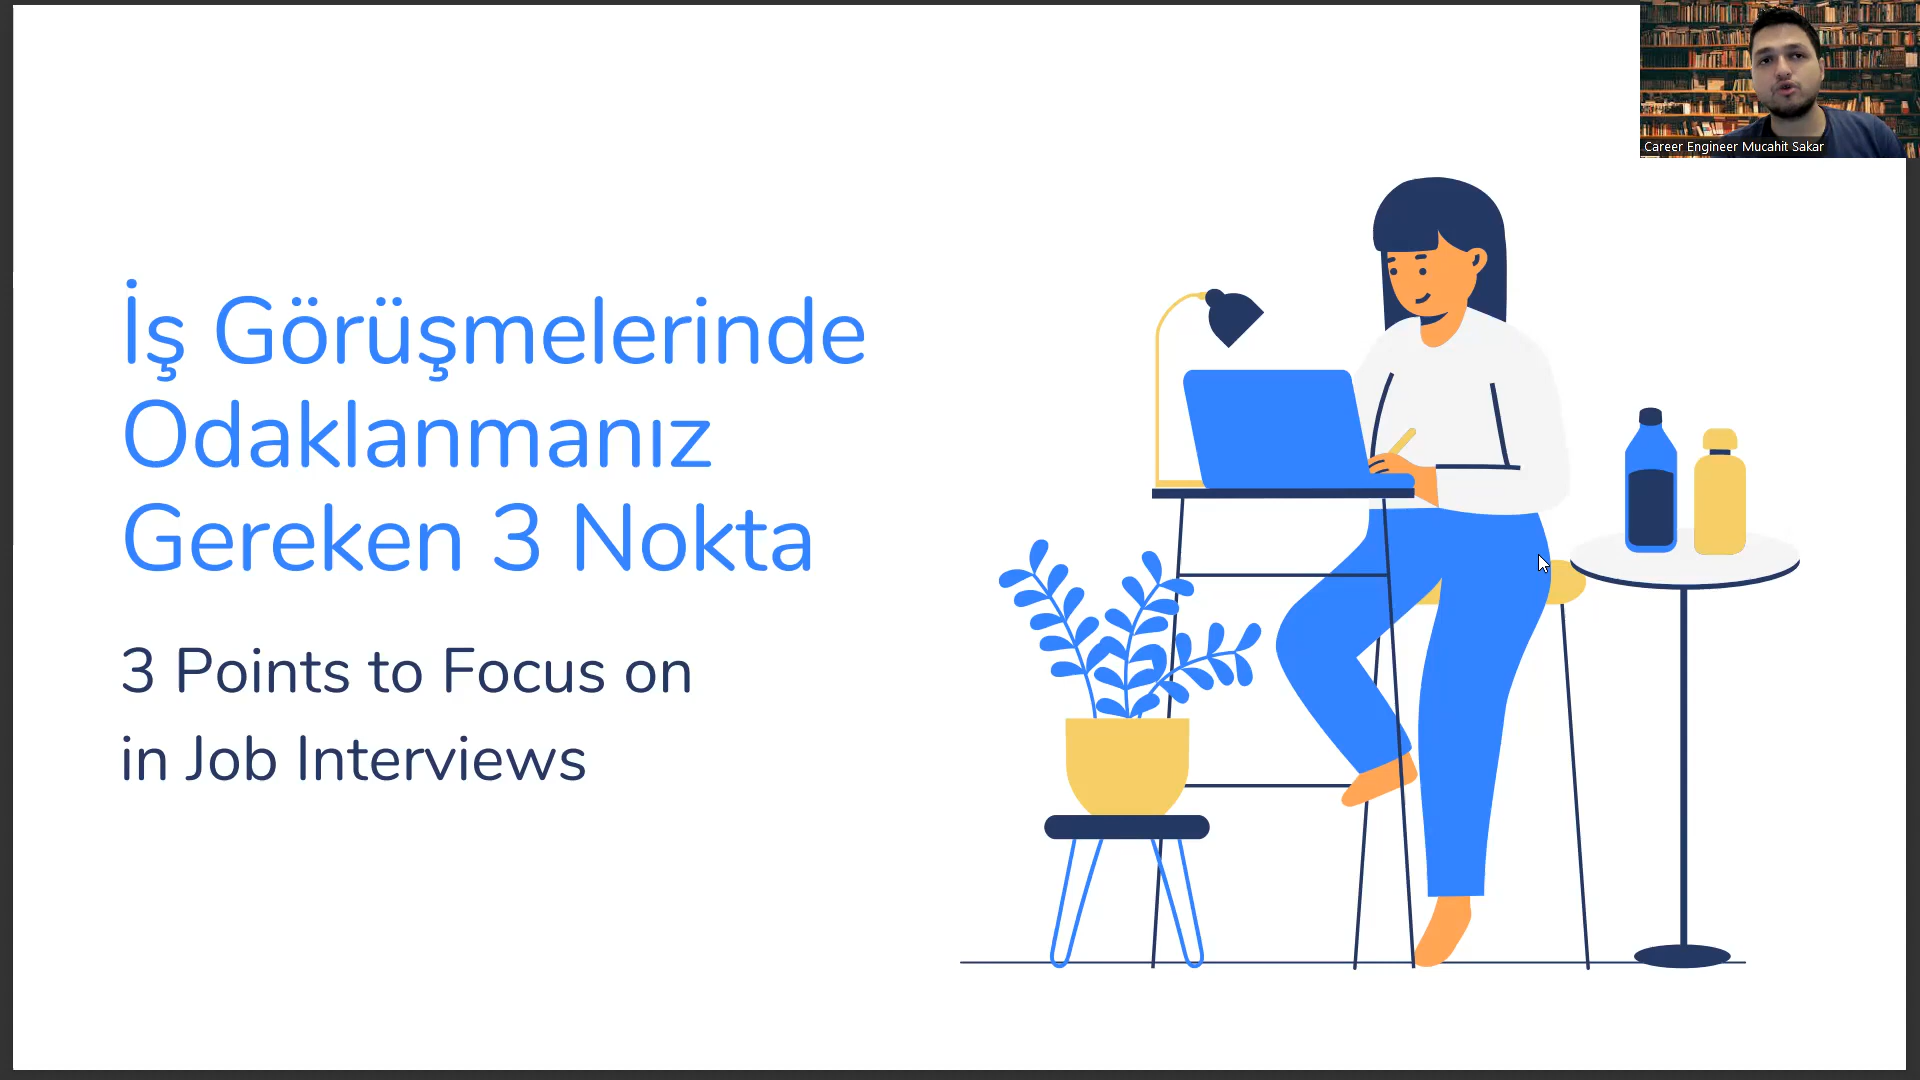 Career Engineer Mucahit Sakar
İş Görüşmelerinde
Odaklanmanız
Gereken 3 Nokta
3 Points to Focus on
in Job Interviews